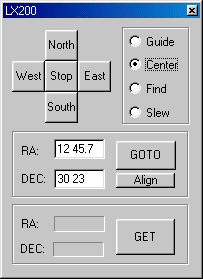 LX200
North
West Stop East
South
Guide
Center
Find
Slew
RA: 12 45.7
DEC: 30 23
GOTO
Align
RA:
DEC:
GET